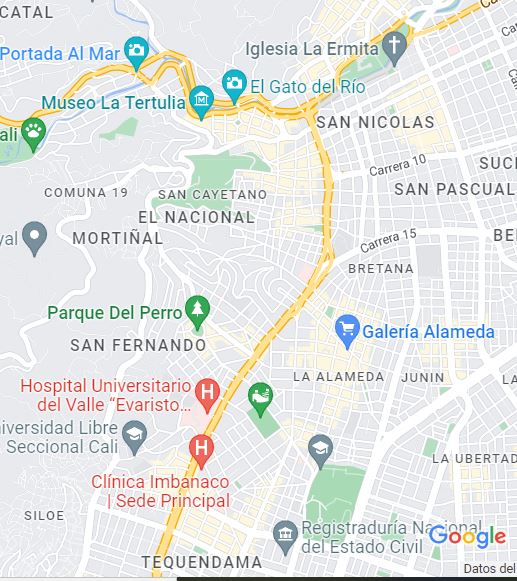 CATAL
Portada Al Mar
Iglesia La Ermita
El Gato del Río
Museo La Tertulia
SAN NICOLAS
ali
Carrera 10
SUC
COMUNA 19
SAN CAYETANO
SAN PASCUAL
EL NACIONAL
yal
MORTIÑAL
Carrera 15
BE
BRETANA
Parque Del Perro
Galería Alameda
SAN FERNANDO
LA ALAMEDA
JUNIN
Hospital Universitario
del Valle “Evaristo...
niversidad Libre
Seccional Cali
LA LIBERTAD
Clínica Imbanaco
| Sede Principal
SILOE
Registraduría Nacional
del Estado Civil
Google
TEQUENDAMA
Datos del